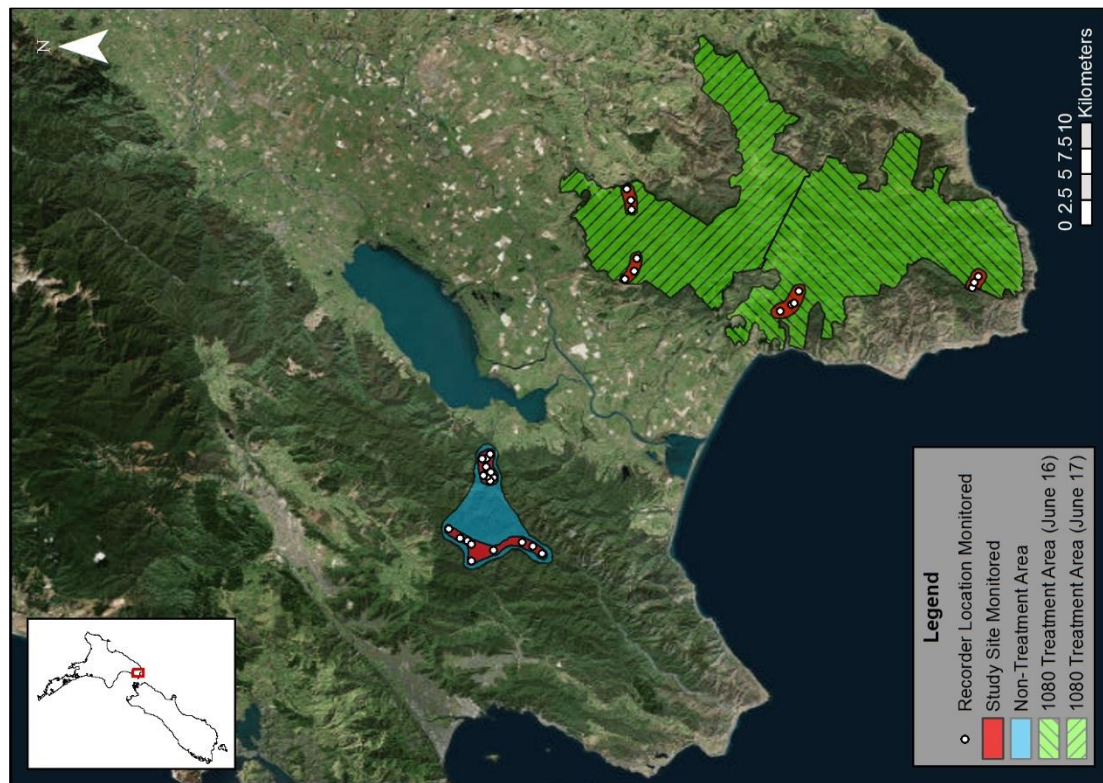 N
0 2.5 5 7.5 10
Kilometers
Legend
Recorder Location Monitored
Study Site Monitored
Non-Treatment Area
1080 Treatment Area (June 16)
1080 Treatment Area (June 17)